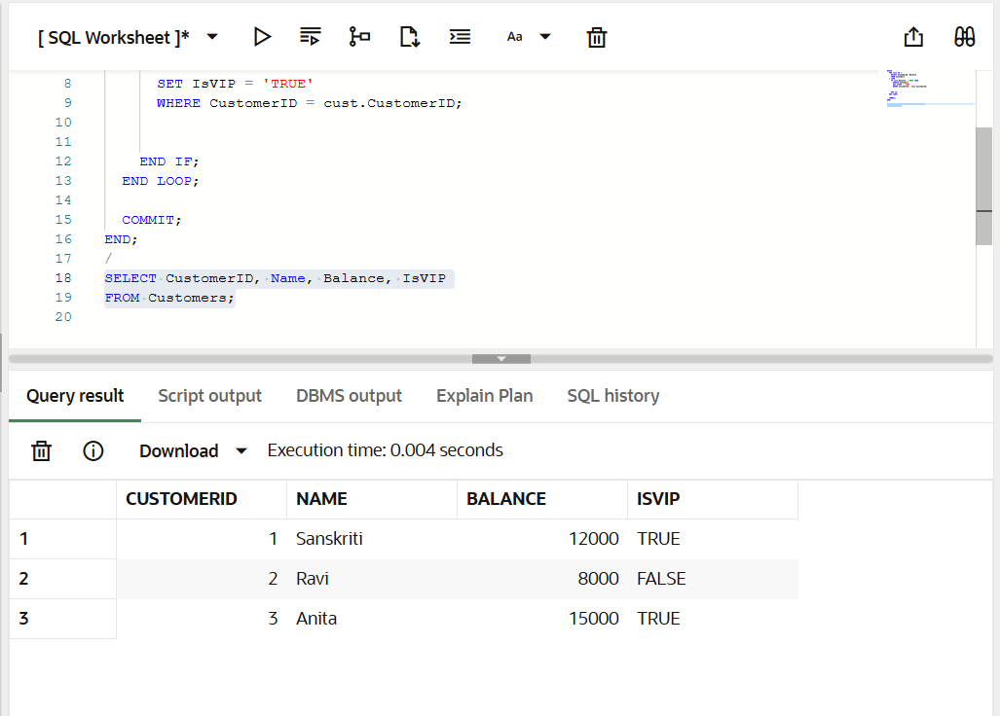 [ SQL Worksheet ]* Aa
8 SET IsVIP = 'TRUE'
9 WHERE CustomerID = cust.CustomerID;
10
11
12 END IF;
13 END LOOP;
14
15 COMMIT;
16 END;
17 /
18 SELECT CustomerID, Name, Balance, IsVIP
19 FROM Customers;
20
Query result Script output DBMS output Explain Plan SQL history
Download Execution time: 0.004 seconds
CUSTOMERID NAME BALANCE ISVIP
1 1 Sanskriti 12000 TRUE
2 2 Ravi 8000 FALSE
3 3 Anita 15000 TRUE